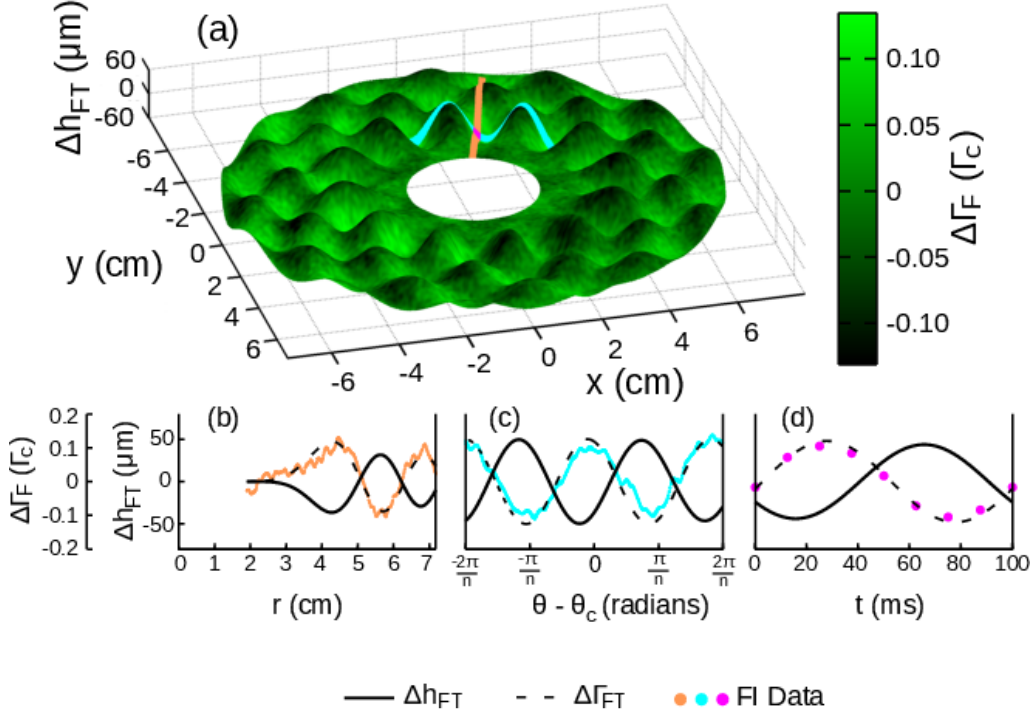 (a)
Δh_FT (μm)
60
0
-60
-6
-4
-2
0
2
4
6
y (cm)
-6
-4
-2
0
2
4
6
x (cm)
0.10
0.05
0
-0.05
-0.10
ΔΓ_F (Γ_c)
ΔΓ_F (Γ_c)
0.2
0.1
0
-0.1
-0.2
Δh_FT (μm)
50
0
-50
(b)
0 1 2 3 4 5 6 7
r (cm)
(c)
-2π/n -π/n 0 π/n 2π/n
θ - θ_c (radians)
(d)
0 20 40 60 80 100
t (ms)
Δh_FT ΔΓ_FT FI Data